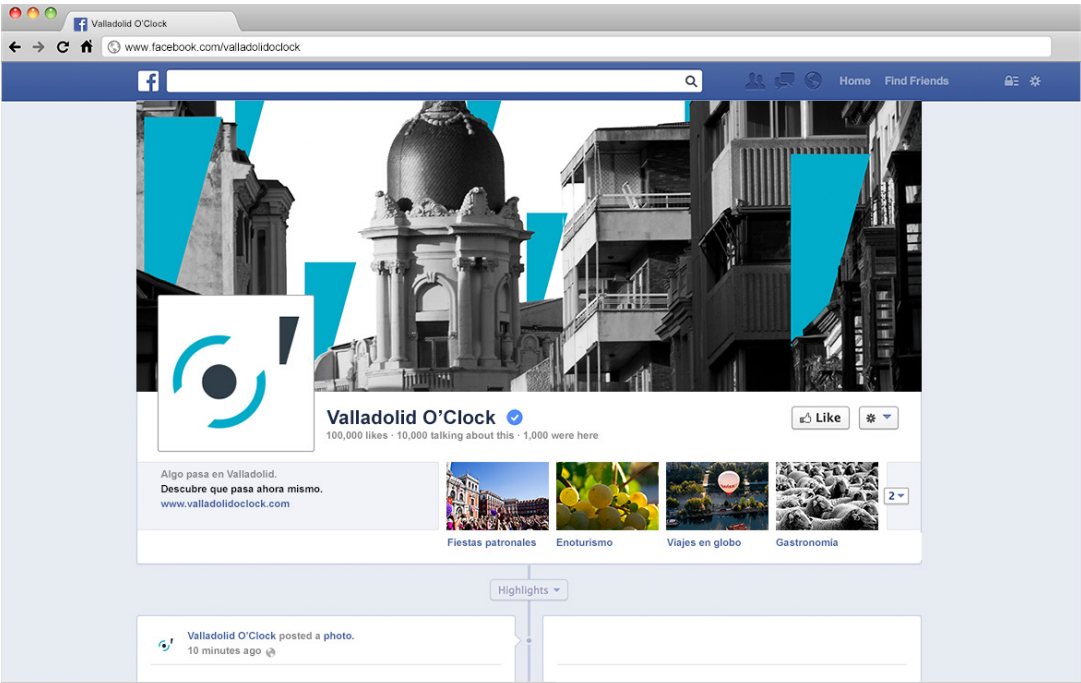 Valladolid O'Clock
www.facebook.com/valladolidoclock
Home Find Friends
Valladolid O'Clock
Like
100,000 likes · 10,000 talking about this · 1,000 were here
Algo pasa en Valladolid.
Descubre que pasa ahora mismo.
www.valladolidoclock.com
2
Fiestas patronales Enoturismo Viajes en globo Gastronomía
Highlights
Valladolid O'Clock posted a photo.
10 minutes ago